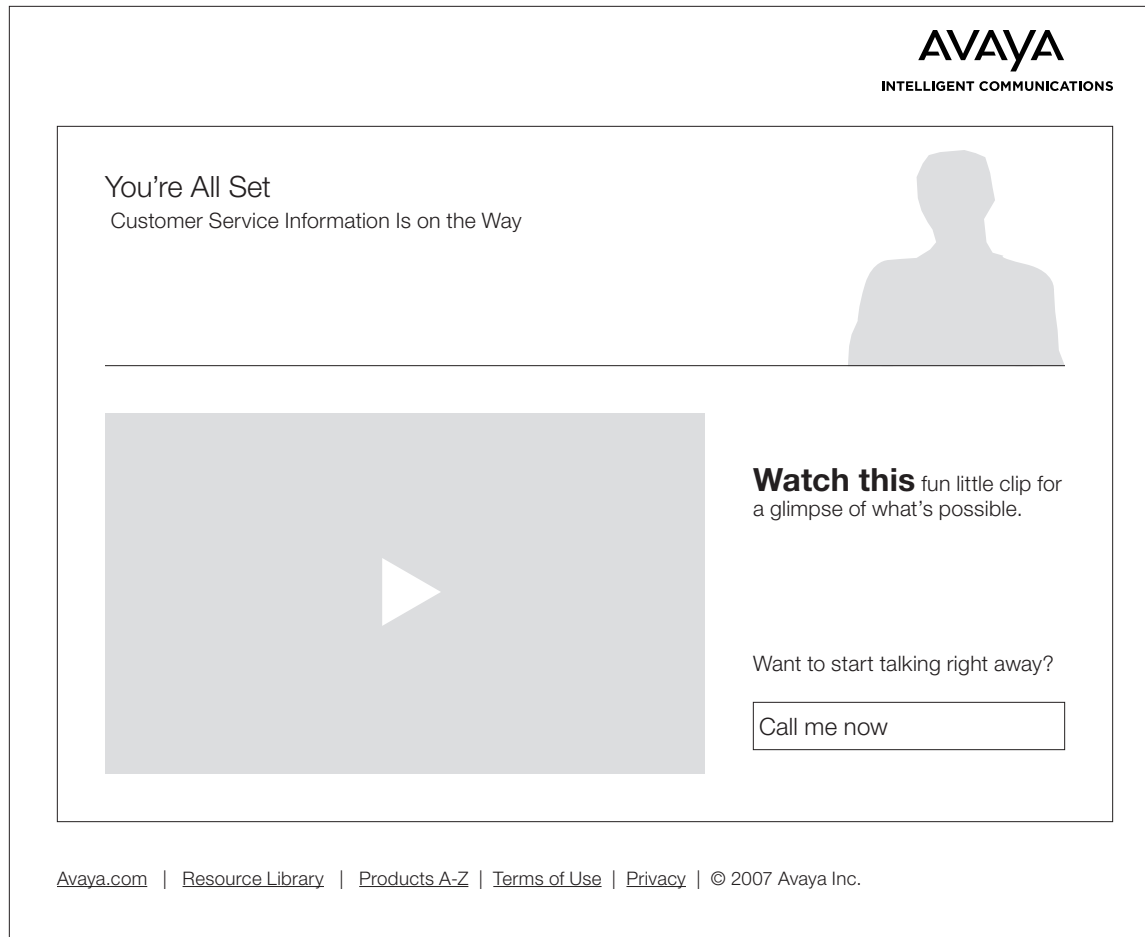 AVAYA
INTELLIGENT COMMUNICATIONS
You're All Set
Customer Service Information Is on the Way
Watch this fun little clip for
a glimpse of what's possible.
Want to start talking right away?
Call me now
Avaya.com | Resource Library | Products A-Z | Terms of Use | Privacy | © 2007 Avaya Inc.